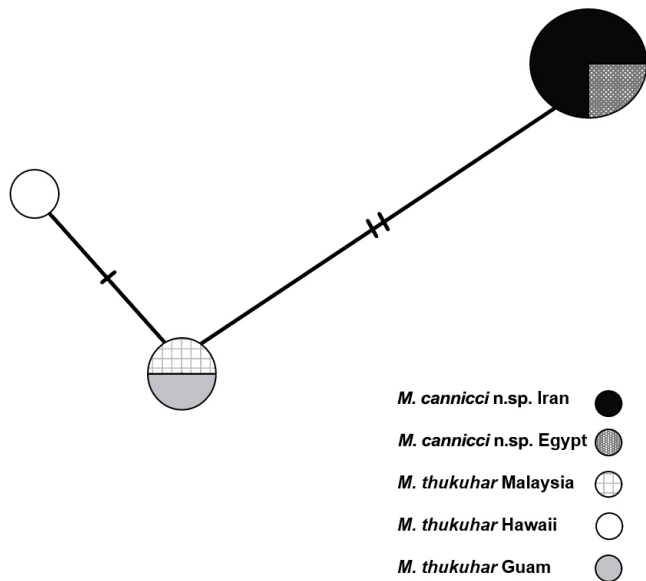 M. cannicci n.sp. Iran
M. cannicci n.sp. Egypt
M. thukuhar Malaysia
M. thukuhar Hawaii
M. thukuhar Guam